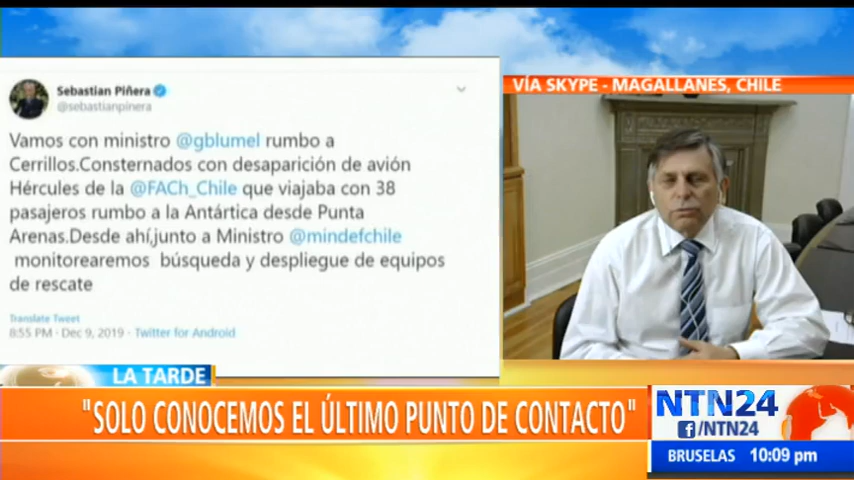 Sebastian Piñera
@sebastianpinera
Vamos con ministro @gblumel rumbo a
Cerrillos.Consternados con desaparición de avión
Hércules de la @FACh_Chile que viajaba con 38
pasajeros rumbo a la Antártica desde Punta
Arenas.Desde ahí,junto a Ministro @mindefchile
monitorearemos búsqueda y despliegue de equipos
de rescate
Translate Tweet
8:55 PM · Dec 9, 2019 · Twitter for Android
VÍA SKYPE - MAGALLANES, CHILE
LA TARDE
"SOLO CONOCEMOS EL ÚLTIMO PUNTO DE CONTACTO"
NTN24
f/NTN24
BRUSELAS 10:09 pm